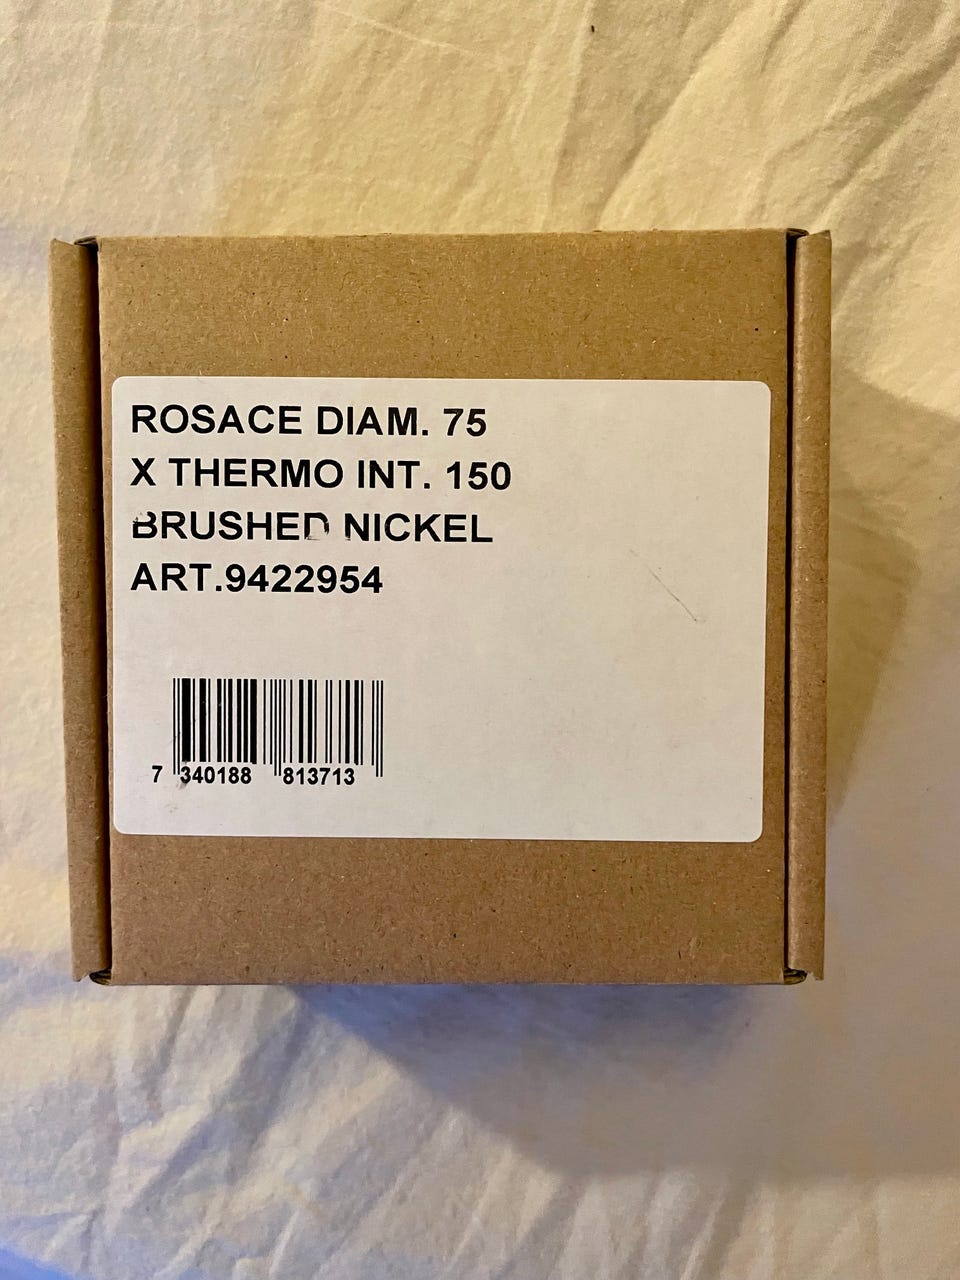 ROSACE DIAM. 75
X THERMO INT. 150
BRUSHED NICKEL
ART.9422954
7 340188 813713